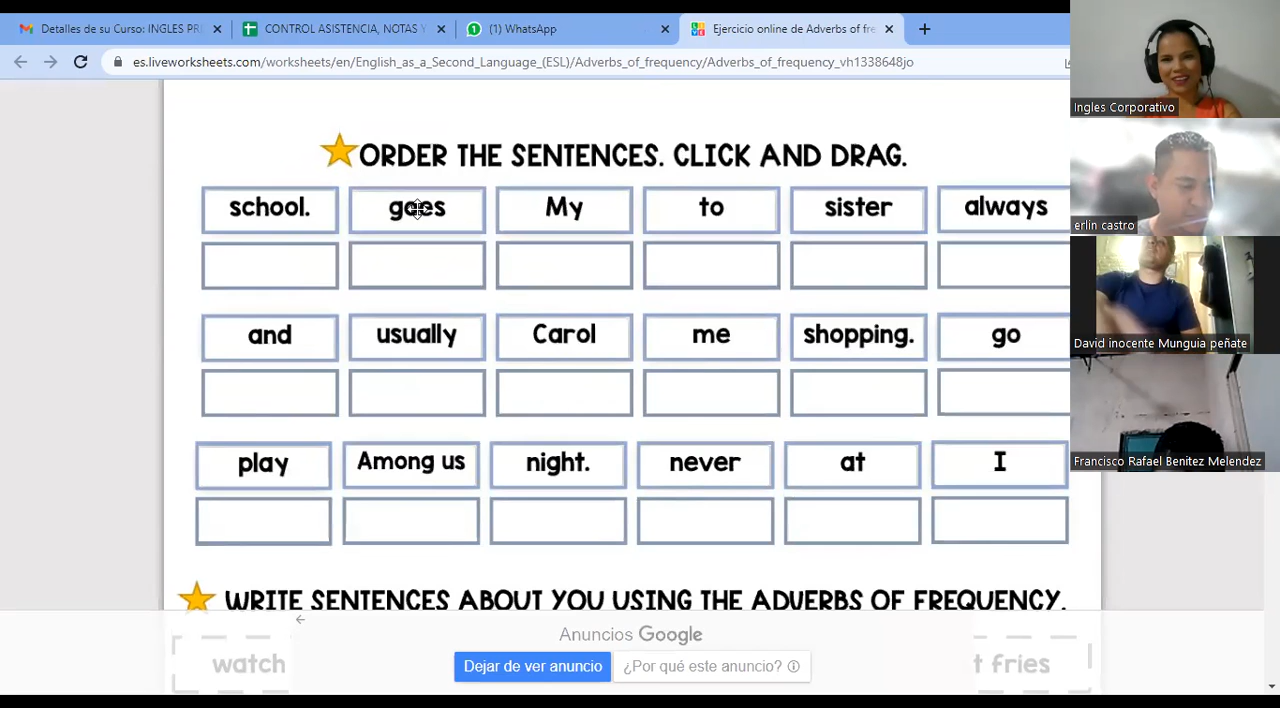 Detalles de su Curso: INGLES PRI
CONTROL ASISTENCIA, NOTAS Y
(1) WhatsApp
Ejercicio online de Adverbs of fre
es.liveworksheets.com/worksheets/en/English_as_a_Second_Language_(ESL)/Adverbs_of_frequency/Adverbs_of_frequency_vh1338648jo
Ingles Corporativo
ORDER THE SENTENCES. CLICK AND DRAG.
school. goes My to sister always
erlin castro
and usually Carol me shopping. go
David inocente Munguia peñate
play Among us night. never at I
Francisco Rafael Benitez Melendez
WRITE SENTENCES ABOUT YOU USING THE ADVERBS OF FREQUENCY.
Anuncios Google
watch t fries
Dejar de ver anuncio ¿Por qué este anuncio?